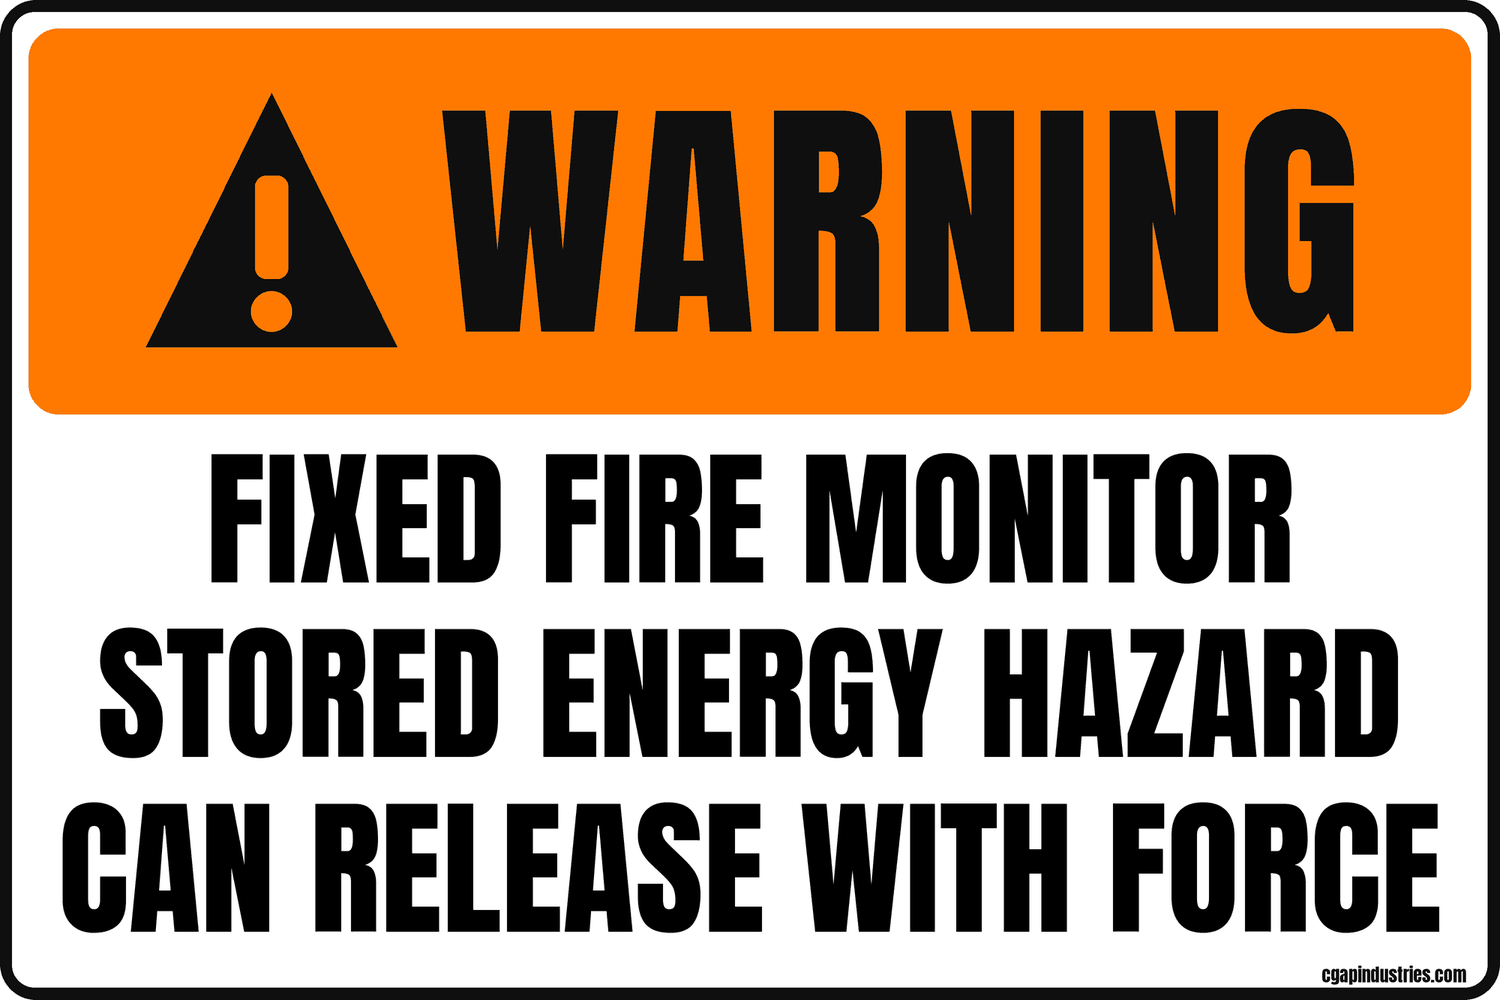 WARNING
FIXED FIRE MONITOR
STORED ENERGY HAZARD
CAN RELEASE WITH FORCE
cgapindustries.com